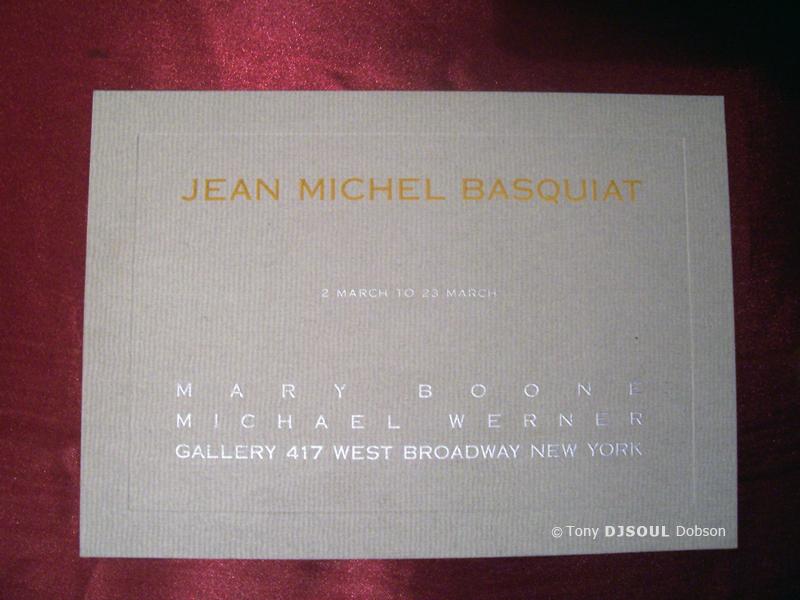 JEAN MICHEL BASQUIAT
2 MARCH TO 23 MARCH
MARY BOONE
MICHAEL WERNER
GALLERY 417 WEST BROADWAY NEW YORK
© Tony DJSOUL Dobson